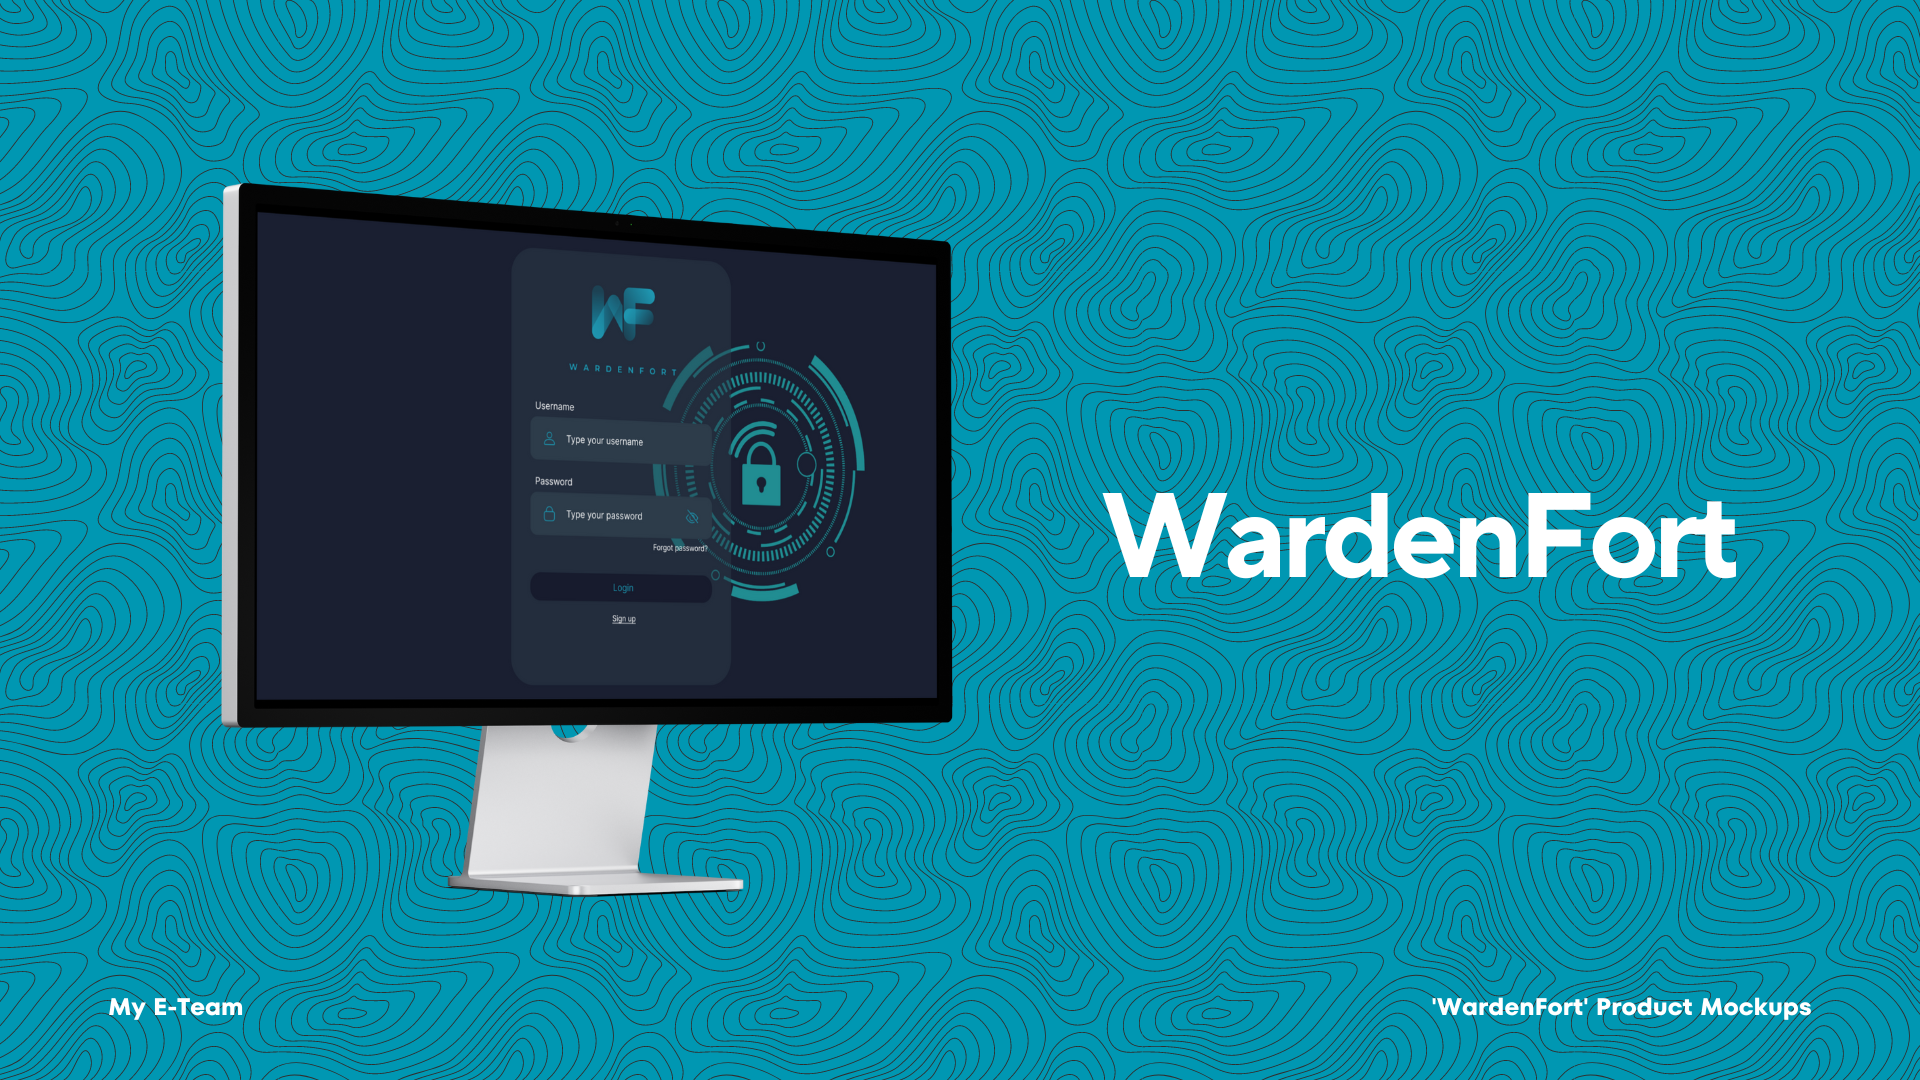 WF
WARDENFORT
Username
Type your username
Password
Type your password
Forgot password?
Login
Sign up
WardenFort
My E-Team
'WardenFort' Product Mockups